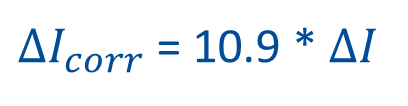 ΔI_corr = 10.9 * ΔI